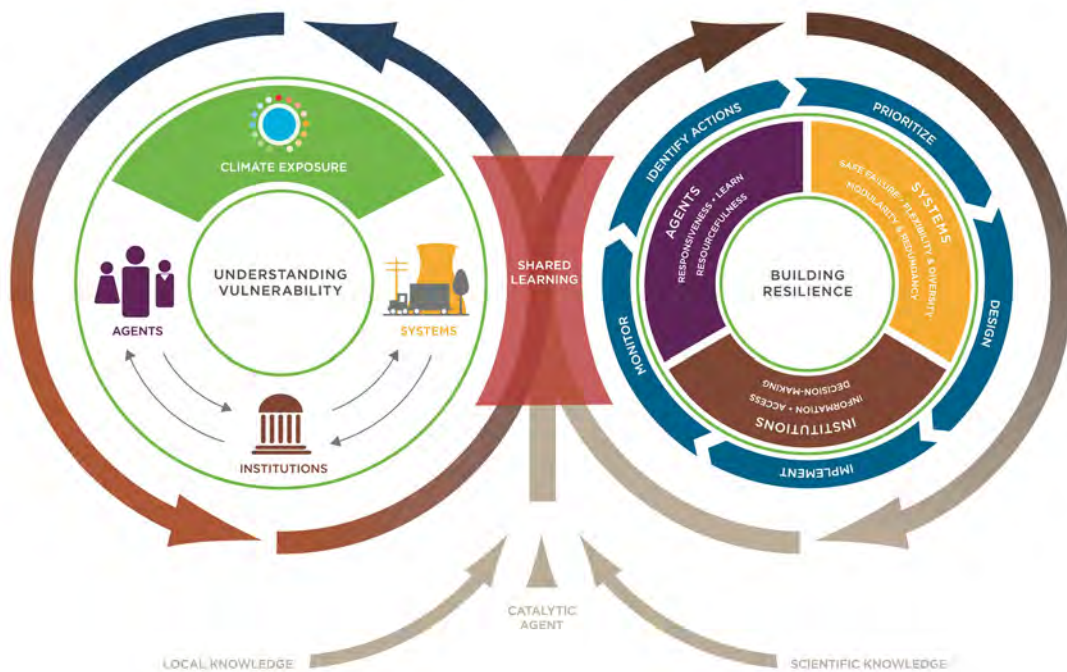 CLIMATE EXPOSURE
UNDERSTANDING
VULNERABILITY
AGENTS
SYSTEMS
INSTITUTIONS
SHARED
LEARNING
IDENTIFY ACTIONS
PRIORITIZE
DESIGN
IMPLEMENT
MONITOR
AGENTS
RESPONSIVENESS • LEARN
RESOURCEFULNESS
SYSTEMS
SAFE FAILURE • FLEXIBILITY & DIVERSITY
MODULARITY & REDUNDANCY
BUILDING
RESILIENCE
INSTITUTIONS
INFORMATION • ACCESS
DECISION-MAKING
CATALYTIC
AGENT
LOCAL KNOWLEDGE
SCIENTIFIC KNOWLEDGE